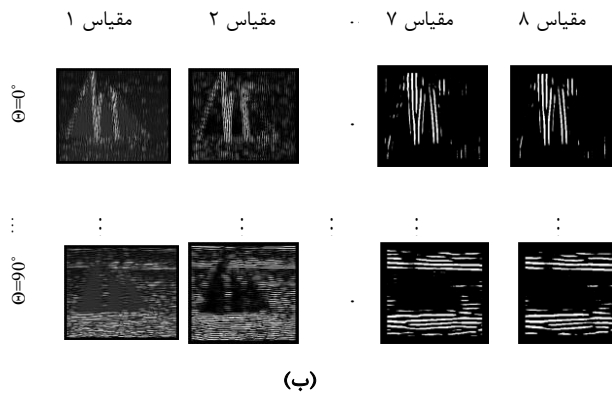 مقیاس ۱ مقیاس ۲ . . مقیاس ۷ مقیاس ۸
Θ=0°
Θ=90°
(ب)